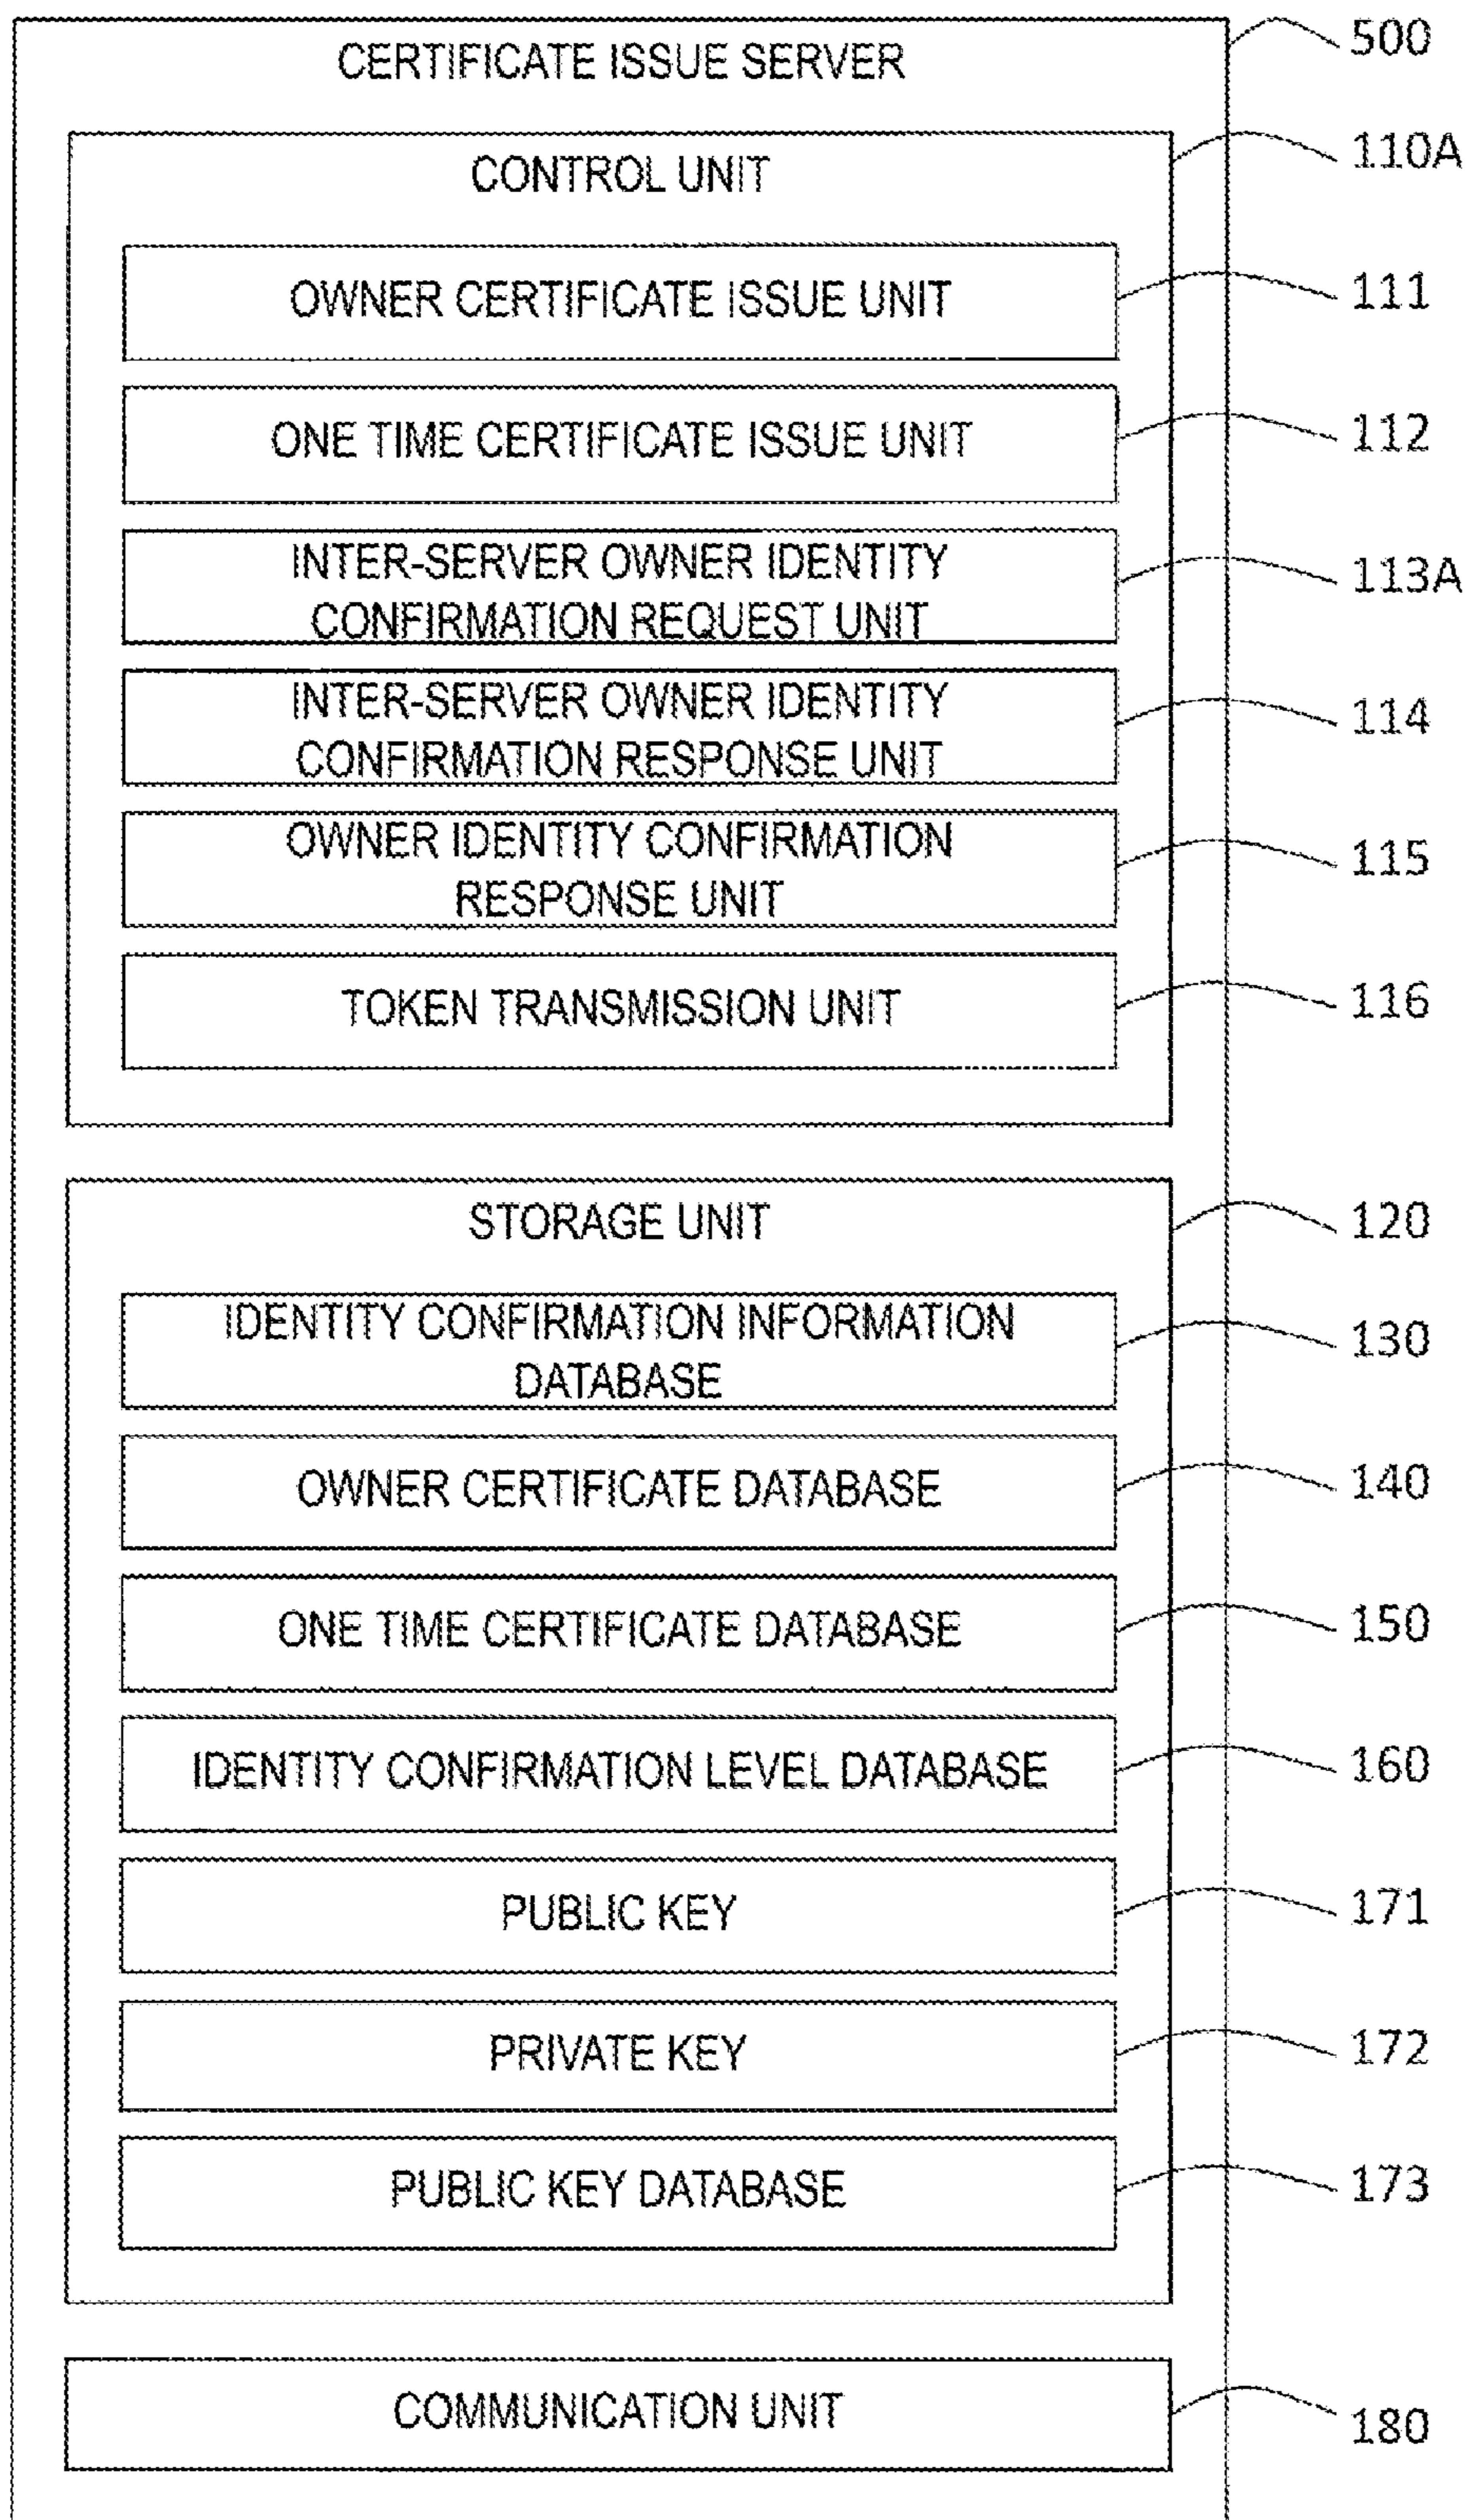 CERTIFICATE ISSUE SERVER
500
CONTROL UNIT
110A
OWNER CERTIFICATE ISSUE UNIT
111
ONE TIME CERTIFICATE ISSUE UNIT
112
INTER-SERVER OWNER IDENTITY
CONFIRMATION REQUEST UNIT
113A
INTER-SERVER OWNER IDENTITY
CONFIRMATION RESPONSE UNIT
114
OWNER IDENTITY CONFIRMATION
RESPONSE UNIT
115
TOKEN TRANSMISSION UNIT
116
STORAGE UNIT
120
IDENTITY CONFIRMATION INFORMATION
DATABASE
130
OWNER CERTIFICATE DATABASE
140
ONE TIME CERTIFICATE DATABASE
150
IDENTITY CONFIRMATION LEVEL DATABASE
160
PUBLIC KEY
171
PRIVATE KEY
172
PUBLIC KEY DATABASE
173
COMMUNICATION UNIT
180